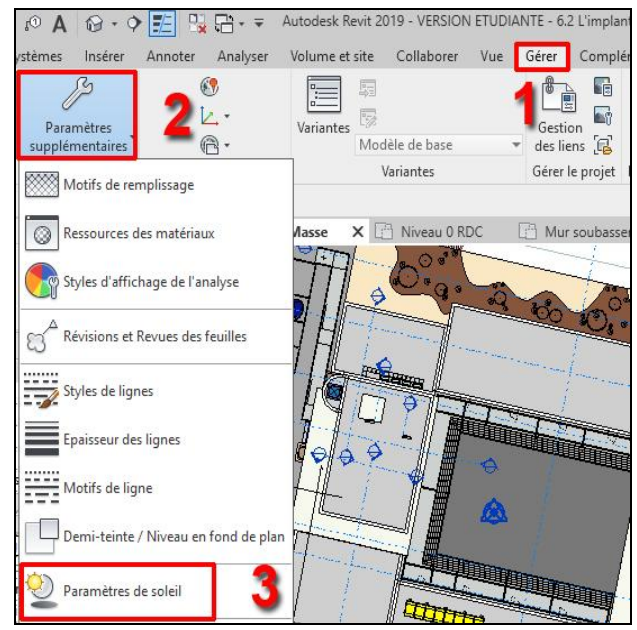 A
Autodesk Revit 2019 - VERSION ETUDIANTE - 6.2 L'implant
ystèmes Insérer Annoter Analyser Volume et site Collaborer Vue Gérer Complé
1
2
Paramètres
supplémentaires
Variantes
Modèle de base
Variantes
Gestion
des liens
Gérer le projet
Motifs de remplissage
Ressources des matériaux
Styles d'affichage de l'analyse
Révisions et Revues des feuilles
Styles de lignes
Epaisseur des lignes
Motifs de ligne
Demi-teinte / Niveau en fond de plan
Paramètres de soleil
3
Masse X Niveau 0 RDC Mur soubasse